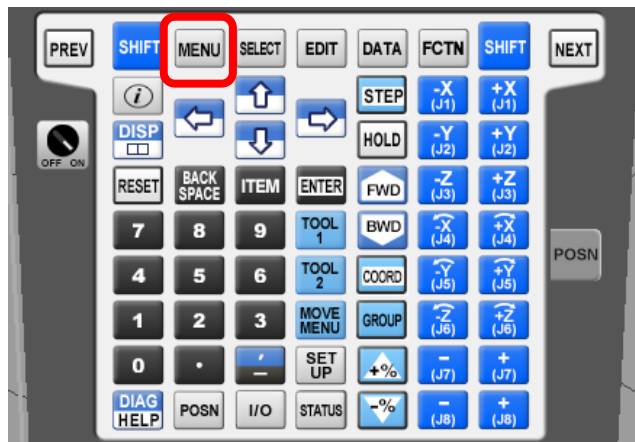 PREV SHIFT MENU SELECT EDIT DATA FCTN SHIFT NEXT
i STEP -X (J1) +X (J1)
DISP HOLD -Y (J2) +Y (J2)
OFF ON
RESET BACK SPACE ITEM ENTER FWD -Z (J3) +Z (J3)
7 8 9 TOOL 1 BWD -X (J4) +X (J4)
POSN
4 5 6 TOOL 2 COORD -Y (J5) +Y (J5)
1 2 3 MOVE MENU GROUP -Z (J6) +Z (J6)
0 . , — SET UP +% - (J7) + (J7)
DIAG HELP POSN I/O STATUS -% - (J8) + (J8)